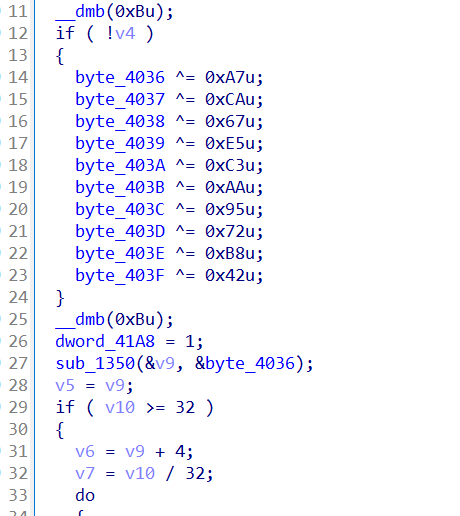 11 __dmb(0xBu);
12 if ( !v4 )
13 {
14 byte_4036 ^= 0xA7u;
15 byte_4037 ^= 0xCAu;
16 byte_4038 ^= 0x67u;
17 byte_4039 ^= 0xE5u;
18 byte_403A ^= 0xC3u;
19 byte_403B ^= 0xAAu;
20 byte_403C ^= 0x95u;
21 byte_403D ^= 0x72u;
22 byte_403E ^= 0xB8u;
23 byte_403F ^= 0x42u;
24 }
25 __dmb(0xBu);
26 dword_41A8 = 1;
27 sub_1350(&v9, &byte_4036);
28 v5 = v9;
29 if ( v10 >= 32 )
30 {
31 v6 = v9 + 4;
32 v7 = v10 / 32;
33 do